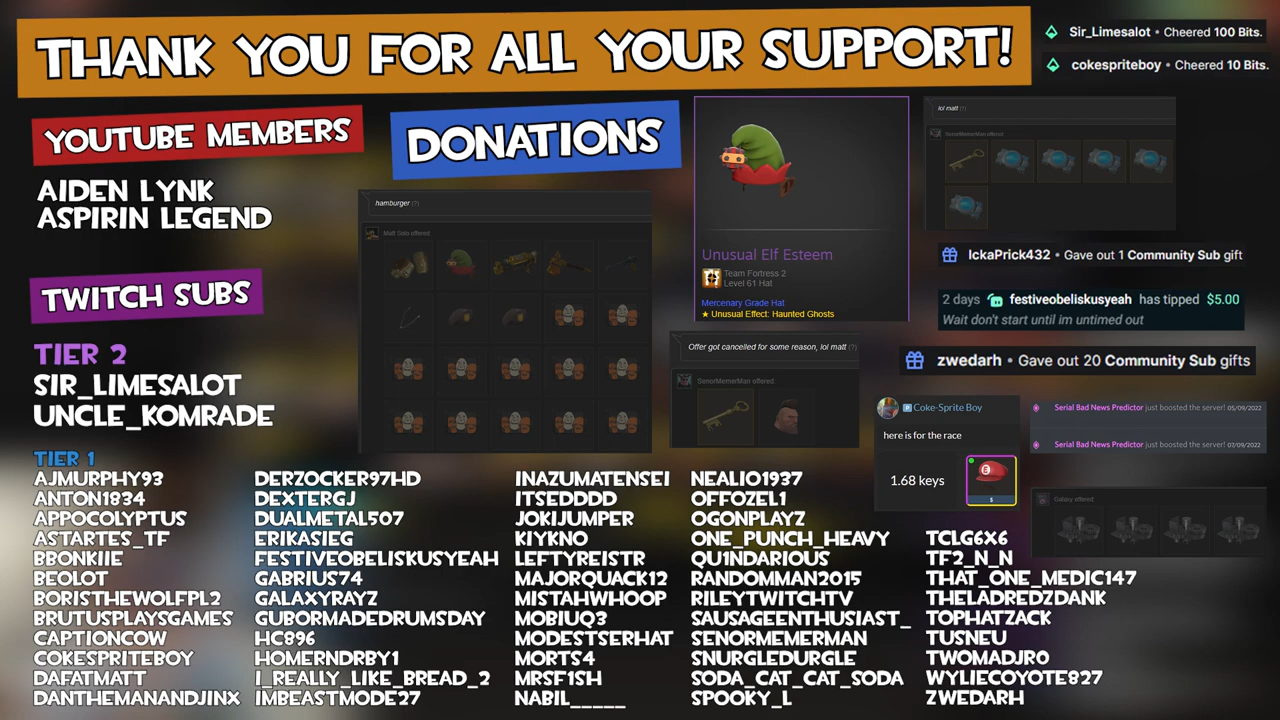 THANK YOU FOR ALL YOUR SUPPORT!
Sir_Limesalot • Cheered 100 Bits.
cokespriteboy • Cheered 10 Bits.
YOUTUBE MEMBERS
AIDEN LYNK
ASPIRIN LEGEND
DONATIONS
hamburger (?)
Matt Solo offered:
Unusual Elf Esteem
Team Fortress 2
Level 61 Hat
Mercenary Grade Hat
★ Unusual Effect: Haunted Ghosts
lol matt (?)
SenorMemerMan offered:
IckaPrick432 • Gave out 1 Community Sub gift
2 days festiveobeliskusyeah has tipped $5.00
Wait don't start until im untimed out
zwedarh • Gave out 20 Community Sub gifts
Offer got cancelled for some reason, lol matt (?)
SenorMemerMan offered:
P Coke-Sprite Boy
here is for the race
1.68 keys
$
Serial Bad News Predictor just boosted the server! 05/09/2022
Serial Bad News Predictor just boosted the server! 07/09/2022
Galaxy offered:
TWITCH SUBS
TIER 2
SIR_LIMESALOT
UNCLE_KOMRADE
TIER 1
AJMURPHY93
ANTON1834
APPOCOLYPTUS
ASTARTES_TF
BBONKIIE
BEOLOT
BORISTHEWOLFPL2
BRUTUSPLAYSGAMES
CAPTIONCOW
COKESPRITEBOY
DAFATMATT
DANTHEMANANDJINX
DERZOCKER97HD
DEXTERGJ
DUALMETAL507
ERIKASIEG
FESTIVEOBELISKUSYEAH
GABRIUS74
GALAXYRAYZ
GUBORMADEDRUMSDAY
HC896
HOMERNDRBY1
I_REALLY_LIKE_BREAD_2
IMBEASTMODE27
INAZUMATENSEI
ITSEDDDD
JOKIJUMPER
KIYKNO
LEFTYREISTR
MAJORQUACK12
MISTAHWHOOP
MOBIUQ3
MODESTSERHAT
MORTS4
MRSF1SH
NABIL_____
NEALIO1937
OFFOZEL1
OGONPLAYZ
ONE_PUNCH_HEAVY
QU1NDARIOUS
RANDOMMAN2015
RILEYTWITCHTV
SAUSAGEENTHUSIAST_
SENORMEMERMAN
SNURGLEDURGLE
SODA_CAT_CAT_SODA
SPOOKY_L
TCLG6X6
TF2_N_N
THAT_ONE_MEDIC147
THELADREDZDANK
TOPHATZACK
TUSNEU
TWOMADJR0
WYLIECOYOTE827
ZWEDARH